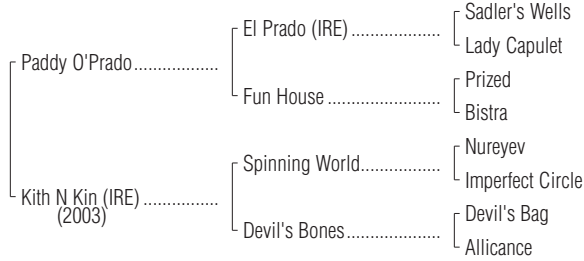 Sadler's Wells
El Prado (IRE) .....................
Lady Capulet
Paddy O'Prado..................
Prized
Fun House ..........................
Bistra
Nureyev
Spinning World...................
Imperfect Circle
Kith N Kin (IRE) ................
(2003)
Devil's Bag
Devil's Bones......................
Allicance